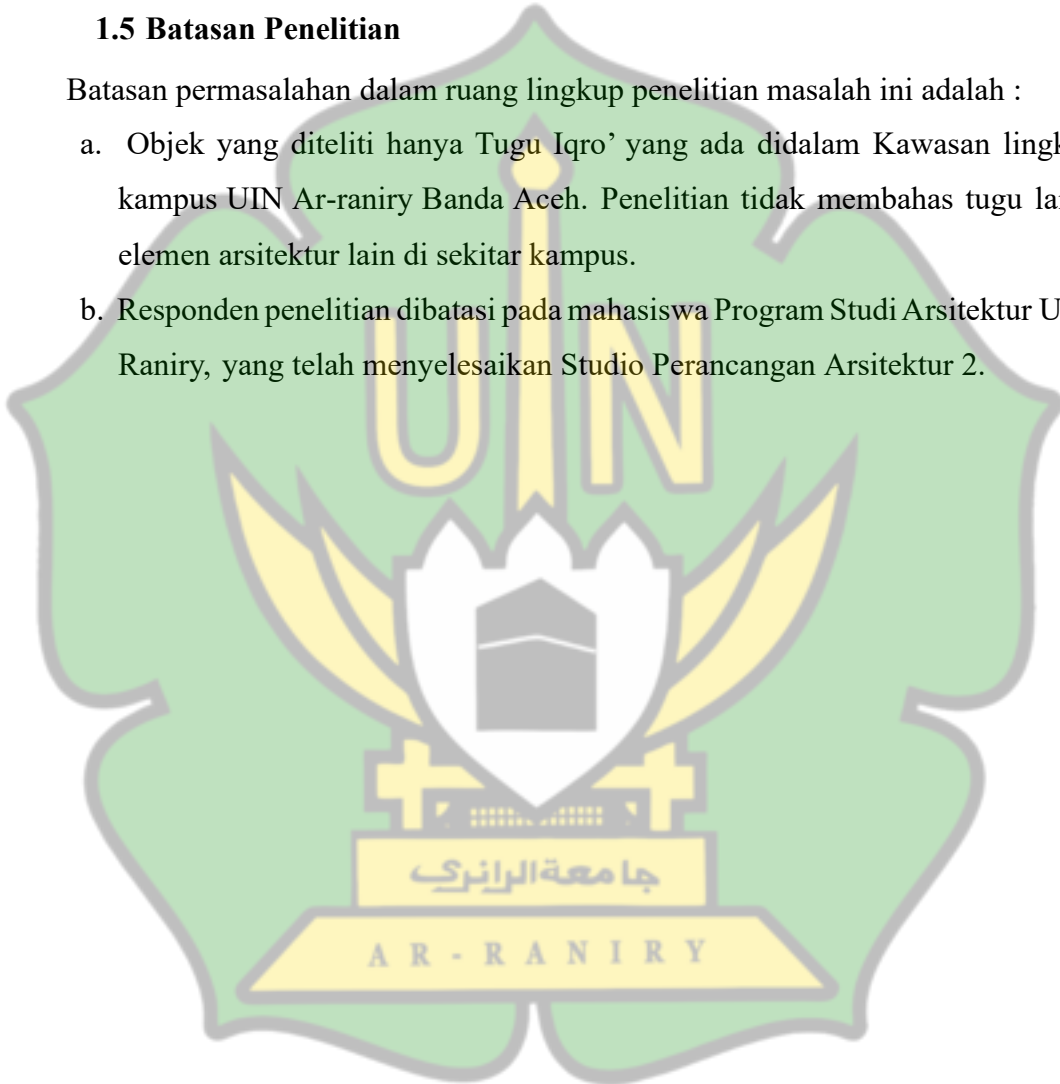 1.5 Batasan Penelitian
Batasan permasalahan dalam ruang lingkup penelitian masalah ini adalah :
a. Objek yang diteliti hanya Tugu Iqro’ yang ada didalam Kawasan
kampus UIN Ar-raniry Banda Aceh. Penelitian tidak membahas tugu
elemen arsitektur lain di sekitar kampus.
b. Responden penelitian dibatasi pada mahasiswa Program Studi Arsitektur
Raniry, yang telah menyelesaikan Studio Perancangan Arsitektur 2.
UIN
جامعة الرانري
AR-RANIRY